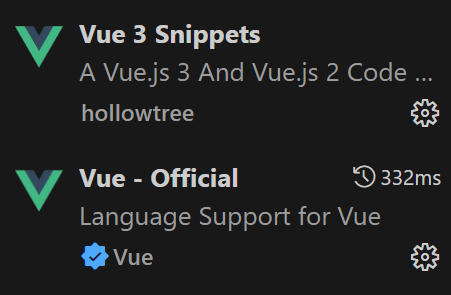 Vue 3 Snippets
A Vue.js 3 And Vue.js 2 Code ...
hollowtree
Vue - Official 332ms
Language Support for Vue
Vue